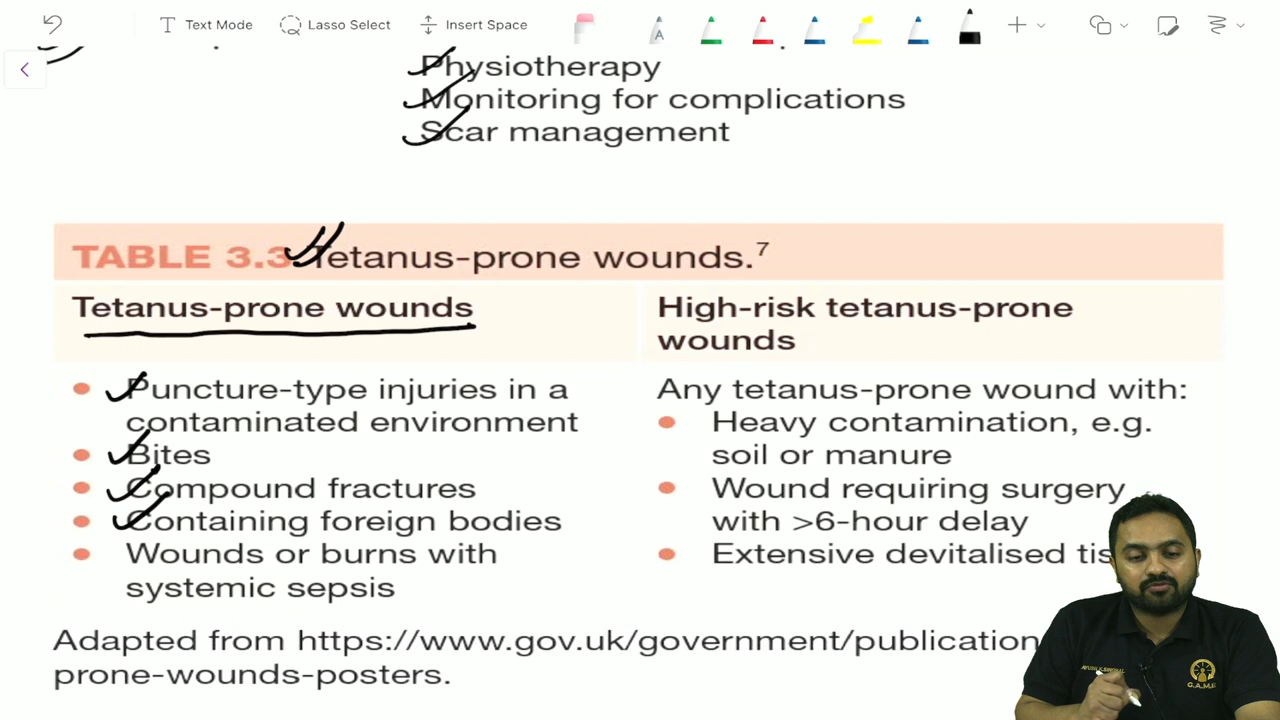 Text Mode Lasso Select Insert Space
Physiotherapy
Monitoring for complications
Scar management
TABLE 3.3 Tetanus-prone wounds.⁷
Tetanus-prone wounds
High-risk tetanus-prone
wounds
• Puncture-type injuries in a
contaminated environment
• Bites
• Compound fractures
• Containing foreign bodies
• Wounds or burns with
systemic sepsis
Any tetanus-prone wound with:
• Heavy contamination, e.g.
soil or manure
• Wound requiring surgery
with >6-hour delay
• Extensive devitalised
Adapted from https://www.gov.uk/government/publication
prone-wounds-posters.